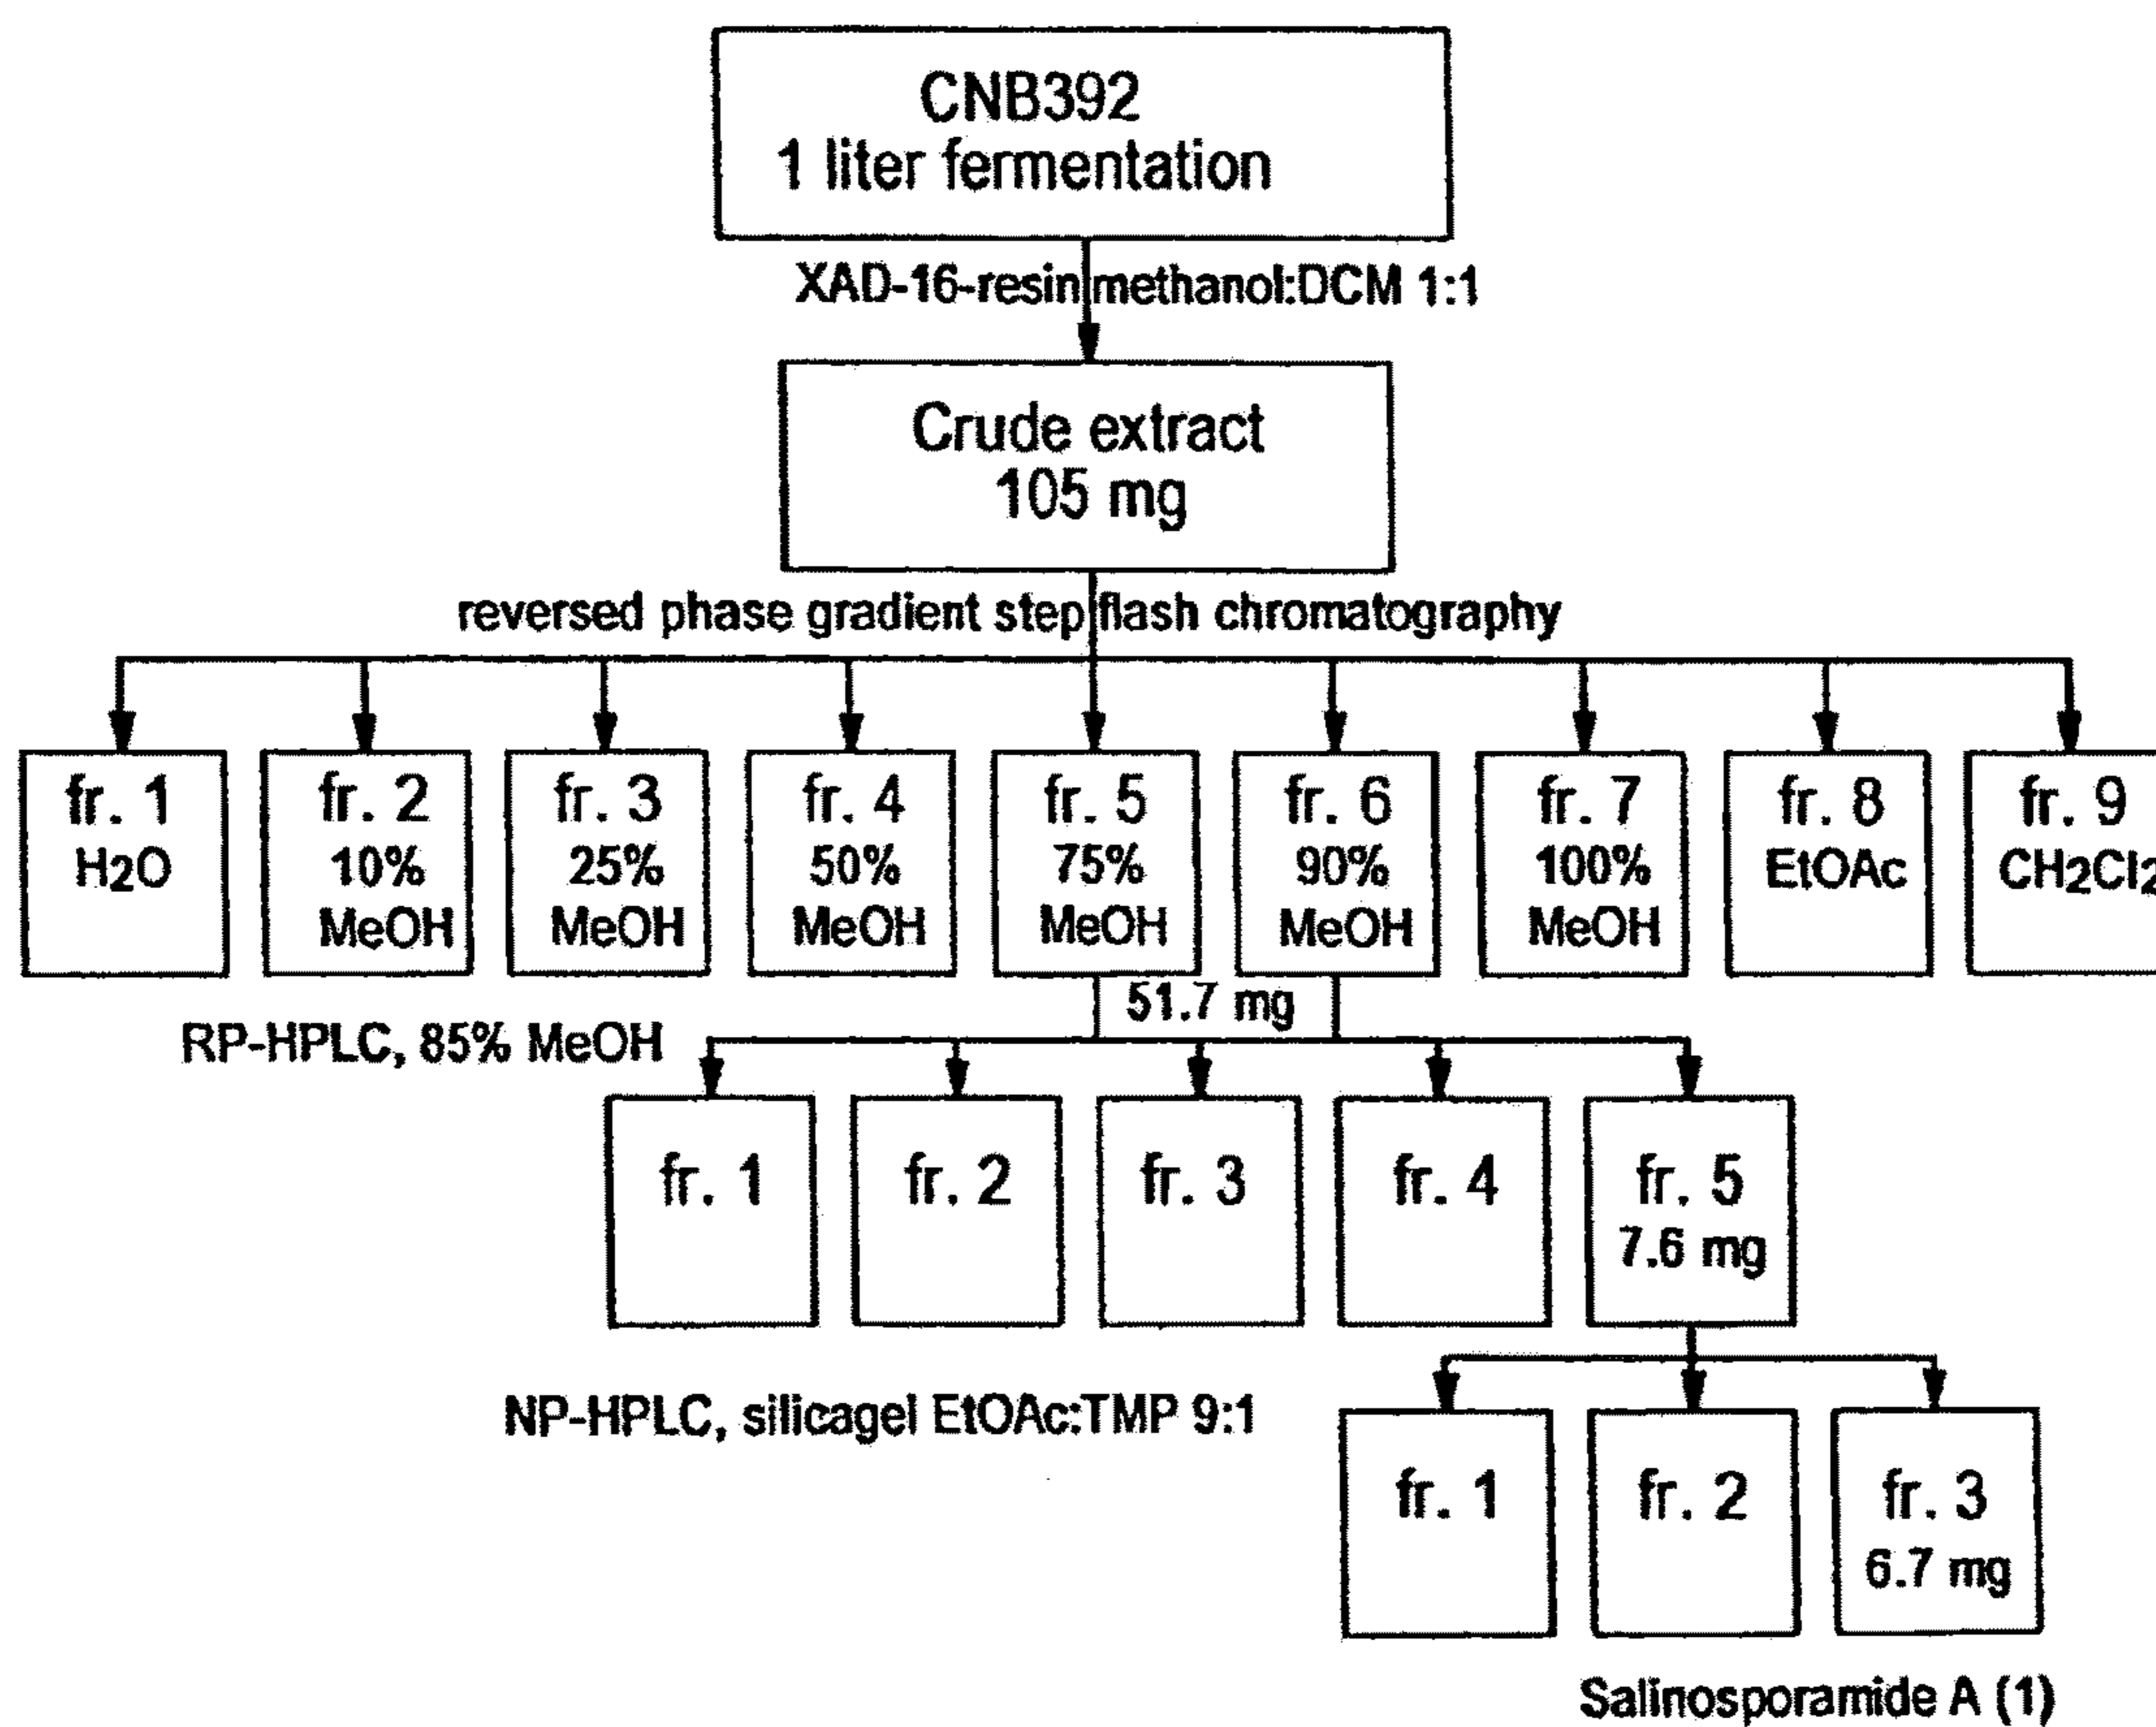 CNB392
1 liter fermentation
XAD-16-resin methanol:DCM 1:1
Crude extract
105 mg
reversed phase gradient step flash chromatography
fr. 1
H2O
fr. 2
10%
MeOH
fr. 3
25%
MeOH
fr. 4
50%
MeOH
fr. 5
75%
MeOH
fr. 6
90%
MeOH
fr. 7
100%
MeOH
fr. 8
EtOAc
fr. 9
CH2Cl2
51.7 mg
RP-HPLC, 85% MeOH
fr. 1
fr. 2
fr. 3
fr. 4
fr. 5
7.6 mg
NP-HPLC, silicagel EtOAc:TMP 9:1
fr. 1
fr. 2
fr. 3
6.7 mg
Salinosporamide A (1)